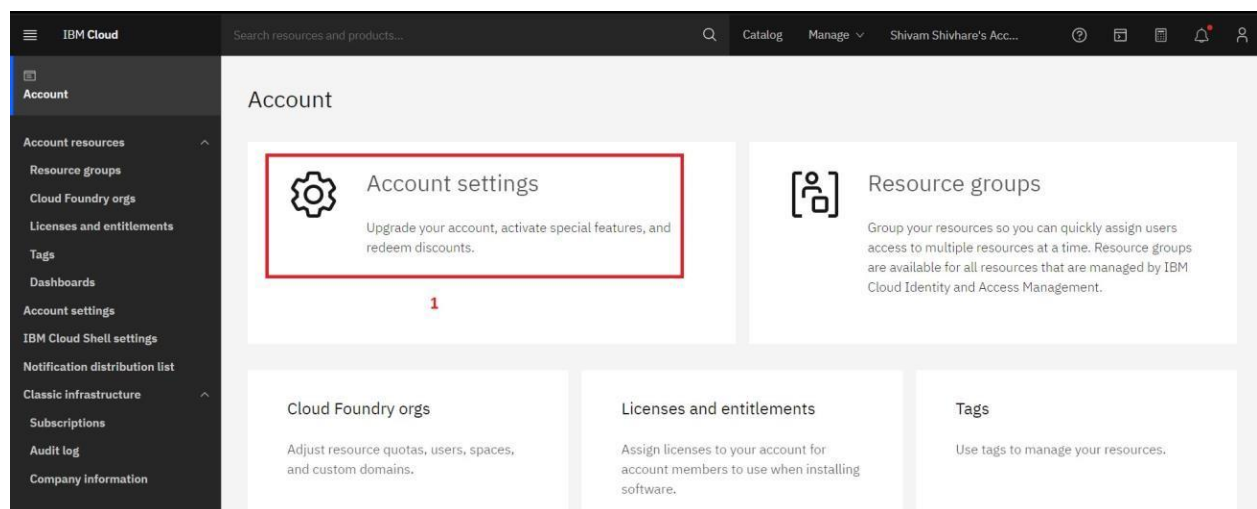 IBM Cloud
Search resources and products...
Catalog
Manage
Shivam Shivhare's Acc...
Account
Account resources
Resource groups
Cloud Foundry orgs
Licenses and entitlements
Tags
Dashboards
Account settings
IBM Cloud Shell settings
Notification distribution list
Classic infrastructure
Subscriptions
Audit log
Company information
Account
Account settings
Upgrade your account, activate special features, and
redeem discounts.
1
Resource groups
Group your resources so you can quickly assign users
access to multiple resources at a time. Resource groups
are available for all resources that are managed by IBM
Cloud Identity and Access Management.
Cloud Foundry orgs
Adjust resource quotas, users, spaces,
and custom domains.
Licenses and entitlements
Assign licenses to your account for
account members to use when installing
software.
Tags
Use tags to manage your resources.